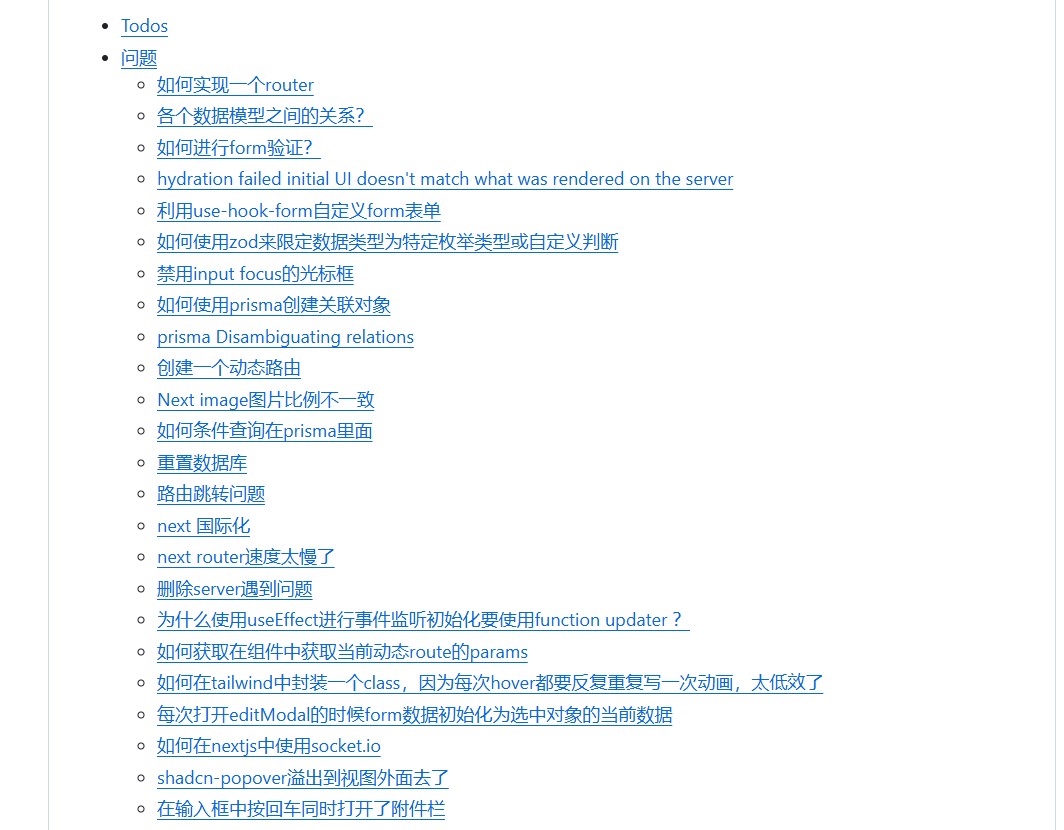 Todos
问题
如何实现一个router
各个数据模型之间的关系？
如何进行form验证？
hydration failed initial UI doesn't match what was rendered on the server
利用use-hook-form自定义form表单
如何使用zod来限定数据类型为特定枚举类型或自定义判断
禁用input focus的光标框
如何使用prisma创建关联对象
prisma Disambiguating relations
创建一个动态路由
Next image图片比例不一致
如何条件查询在prisma里面
重置数据库
路由跳转问题
next 国际化
next router速度太慢了
删除server遇到问题
为什么使用useEffect进行事件监听初始化要使用function updater？
如何获取在组件中获取当前动态route的params
如何在tailwind中封装一个class，因为每次hover都要反复重复写一次动画，太低效了
每次打开editModal的时候form数据初始化为选中对象的当前数据
如何在nextjs中使用socket.io
shadcn-popover溢出到视图外面去了
在输入框中按回车同时打开了附件栏